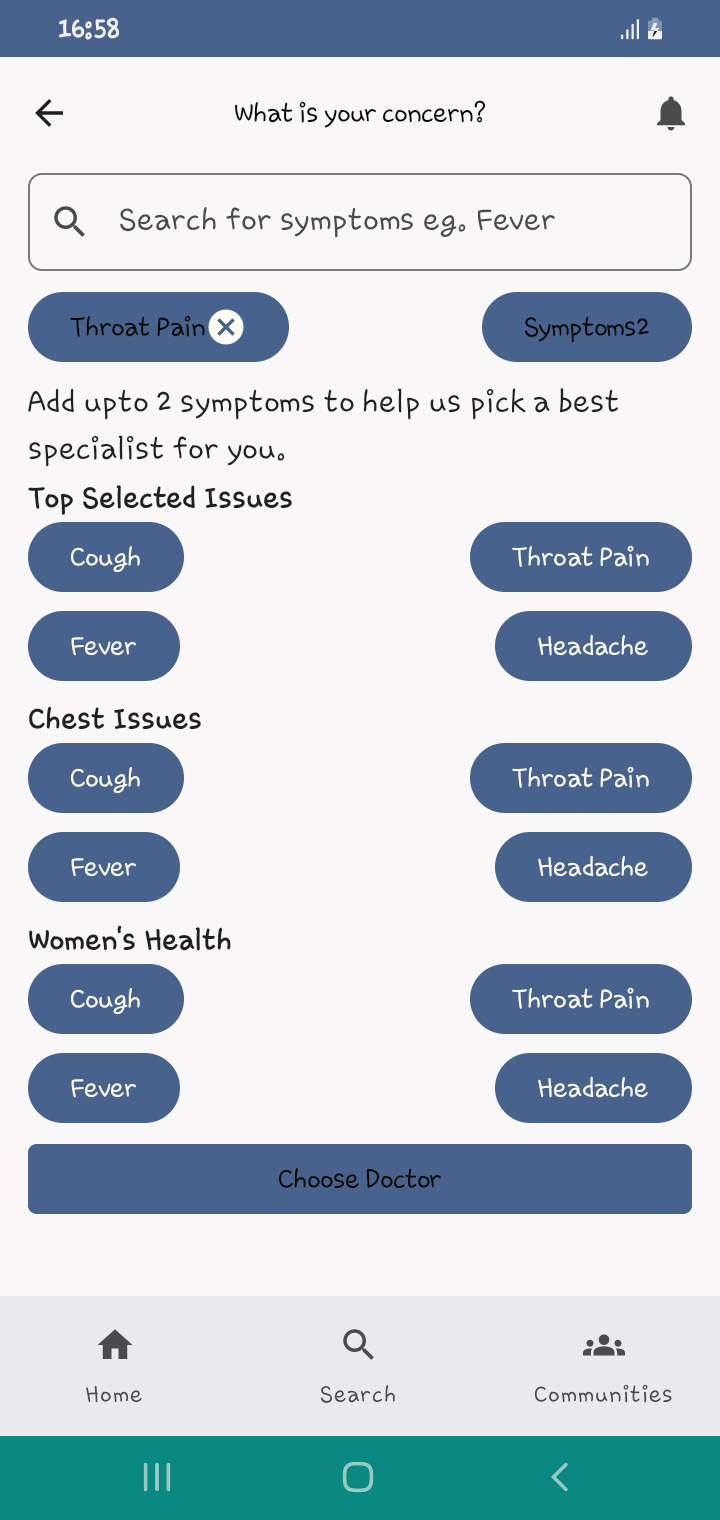 16:58
What is your concern?
Search for symptoms eg. Fever
Throat Pain
Symptoms2
Add upto 2 symptoms to help us pick a best
specialist for you.
Top Selected Issues
Cough
Throat Pain
Fever
Headache
Chest Issues
Cough
Throat Pain
Fever
Headache
Women's Health
Cough
Throat Pain
Fever
Headache
Choose Doctor
Home
Search
Communities